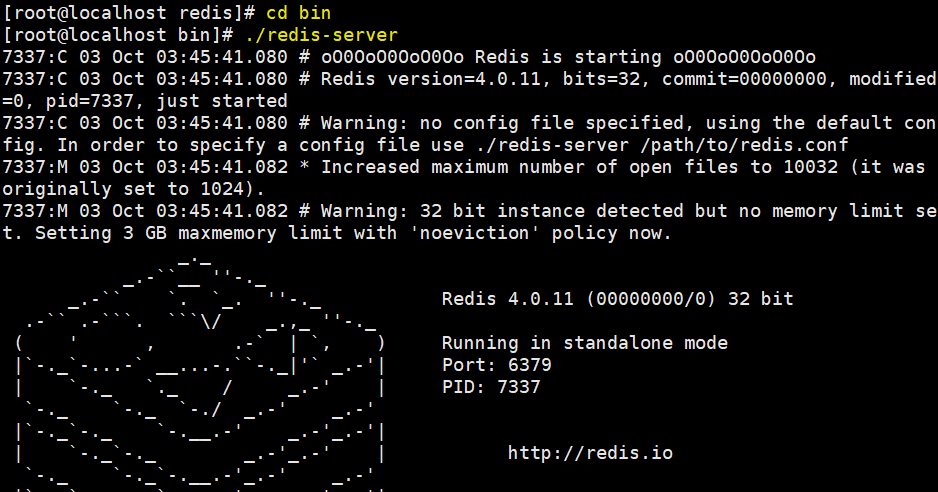 [root@localhost redis]# cd bin
[root@localhost bin]# ./redis-server
7337:C 03 Oct 03:45:41.080 # oO0OoO0OoO0Oo Redis is starting oO0OoO0OoO0Oo
7337:C 03 Oct 03:45:41.080 # Redis version=4.0.11, bits=32, commit=00000000, modified
=0, pid=7337, just started
7337:C 03 Oct 03:45:41.080 # Warning: no config file specified, using the default con
fig. In order to specify a config file use ./redis-server /path/to/redis.conf
7337:M 03 Oct 03:45:41.082 * Increased maximum number of open files to 10032 (it was
originally set to 1024).
7337:M 03 Oct 03:45:41.082 # Warning: 32 bit instance detected but no memory limit se
t. Setting 3 GB maxmemory limit with 'noeviction' policy now.
Redis 4.0.11 (00000000/0) 32 bit
Running in standalone mode
Port: 6379
PID: 7337
http://redis.io